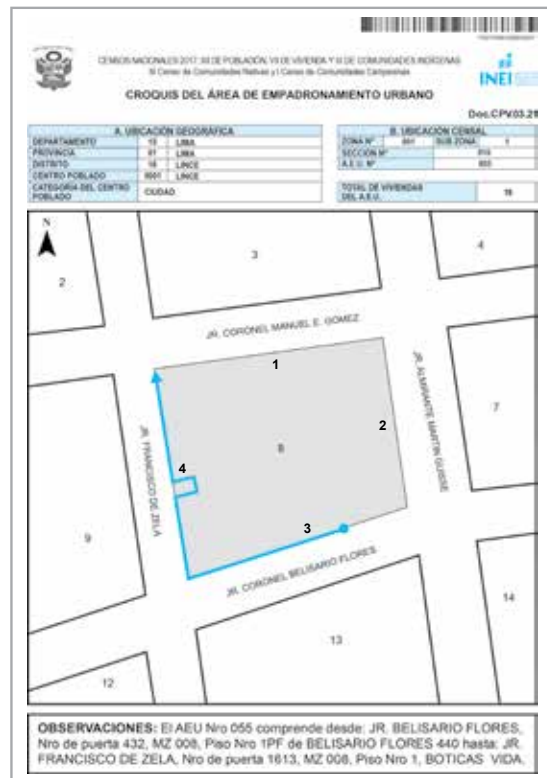 CENSOS NACIONALES 2017: XII DE POBLACIÓN, VII DE VIVIENDA Y III DE COMUNIDADES INDÍGENAS
III Censo de Comunidades Nativas y I Censo de Comunidades Campesinas
INEI
CROQUIS DEL ÁREA DE EMPADRONAMIENTO URBANO
Doc.CPV.03.21
A. UBICACIÓN GEOGRÁFICA
DEPARTAMENTO 15 LIMA
PROVINCIA 01 LIMA
DISTRITO 16 LINCE
CENTRO POBLADO 0001 LINCE
CATEGORÍA DEL CENTRO POBLADO CIUDAD
B. UBICACIÓN CENSAL
ZONA Nº 001 SUB ZONA 1
SECCIÓN Nº
A.E.U. Nº
TOTAL DE VIVIENDAS DEL A.E.U. 16
N
2
3
4
JR. CORONEL MANUEL E. GOMEZ
1
JR. ALMIRANTE MARTIN GUISSE
2
7
JR. FRANCISCO DE ZELA
4
8
9
3
JR. CORONEL BELISARIO FLORES
14
13
12
OBSERVACIONES: El AEU Nro 055 comprende desde: JR. BELISARIO FLORES,
Nro de puerta 432, MZ 008, Piso Nro 1PF de BELISARIO FLORES 440 hasta: JR.
FRANCISCO DE ZELA, Nro de puerta 1613, MZ 008, Piso Nro 1, BOTICAS VIDA.